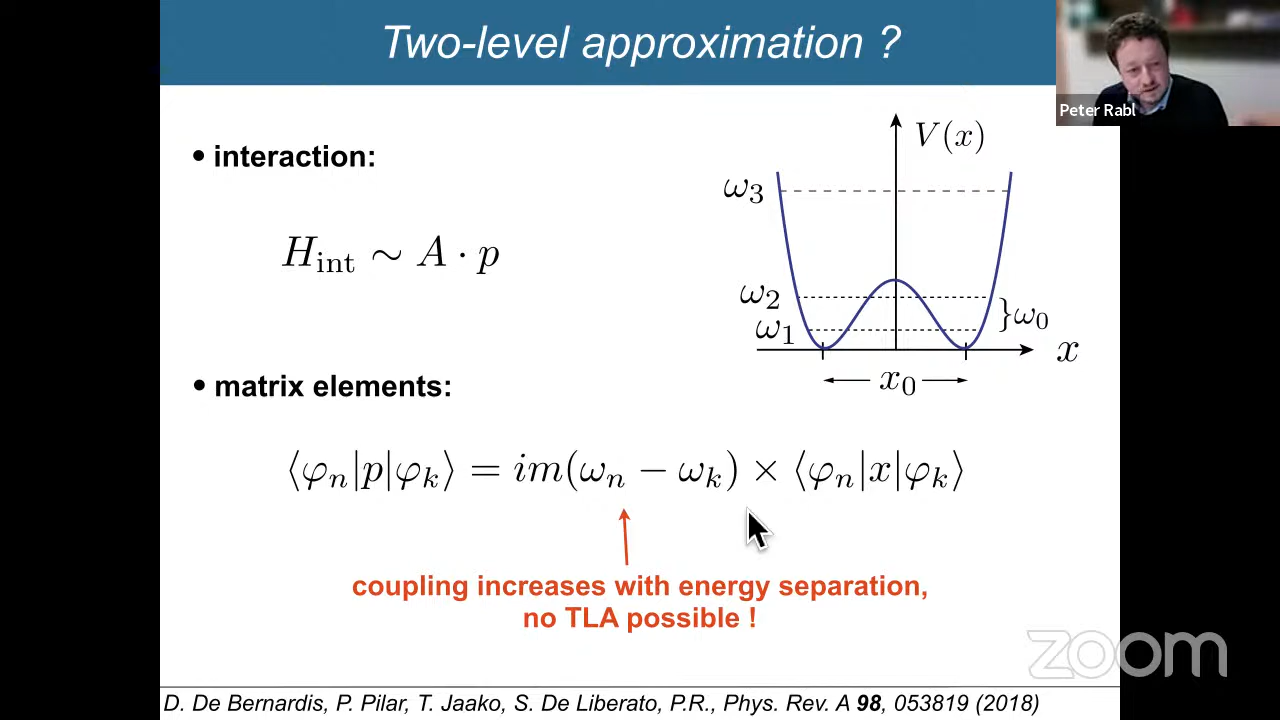 Two-level approximation ?
Peter Rabl
• interaction:
H_int ∼ A · p
V(x)
ω₃
ω₂
ω₁
}ω₀
x
x₀
• matrix elements:
⟨φₙ|p|φₖ⟩ = im(ωₙ − ωₖ) × ⟨φₙ|x|φₖ⟩
coupling increases with energy separation,
no TLA possible !
zoom
D. De Bernardis, P. Pilar, T. Jaako, S. De Liberato, P.R., Phys. Rev. A 98, 053819 (2018)